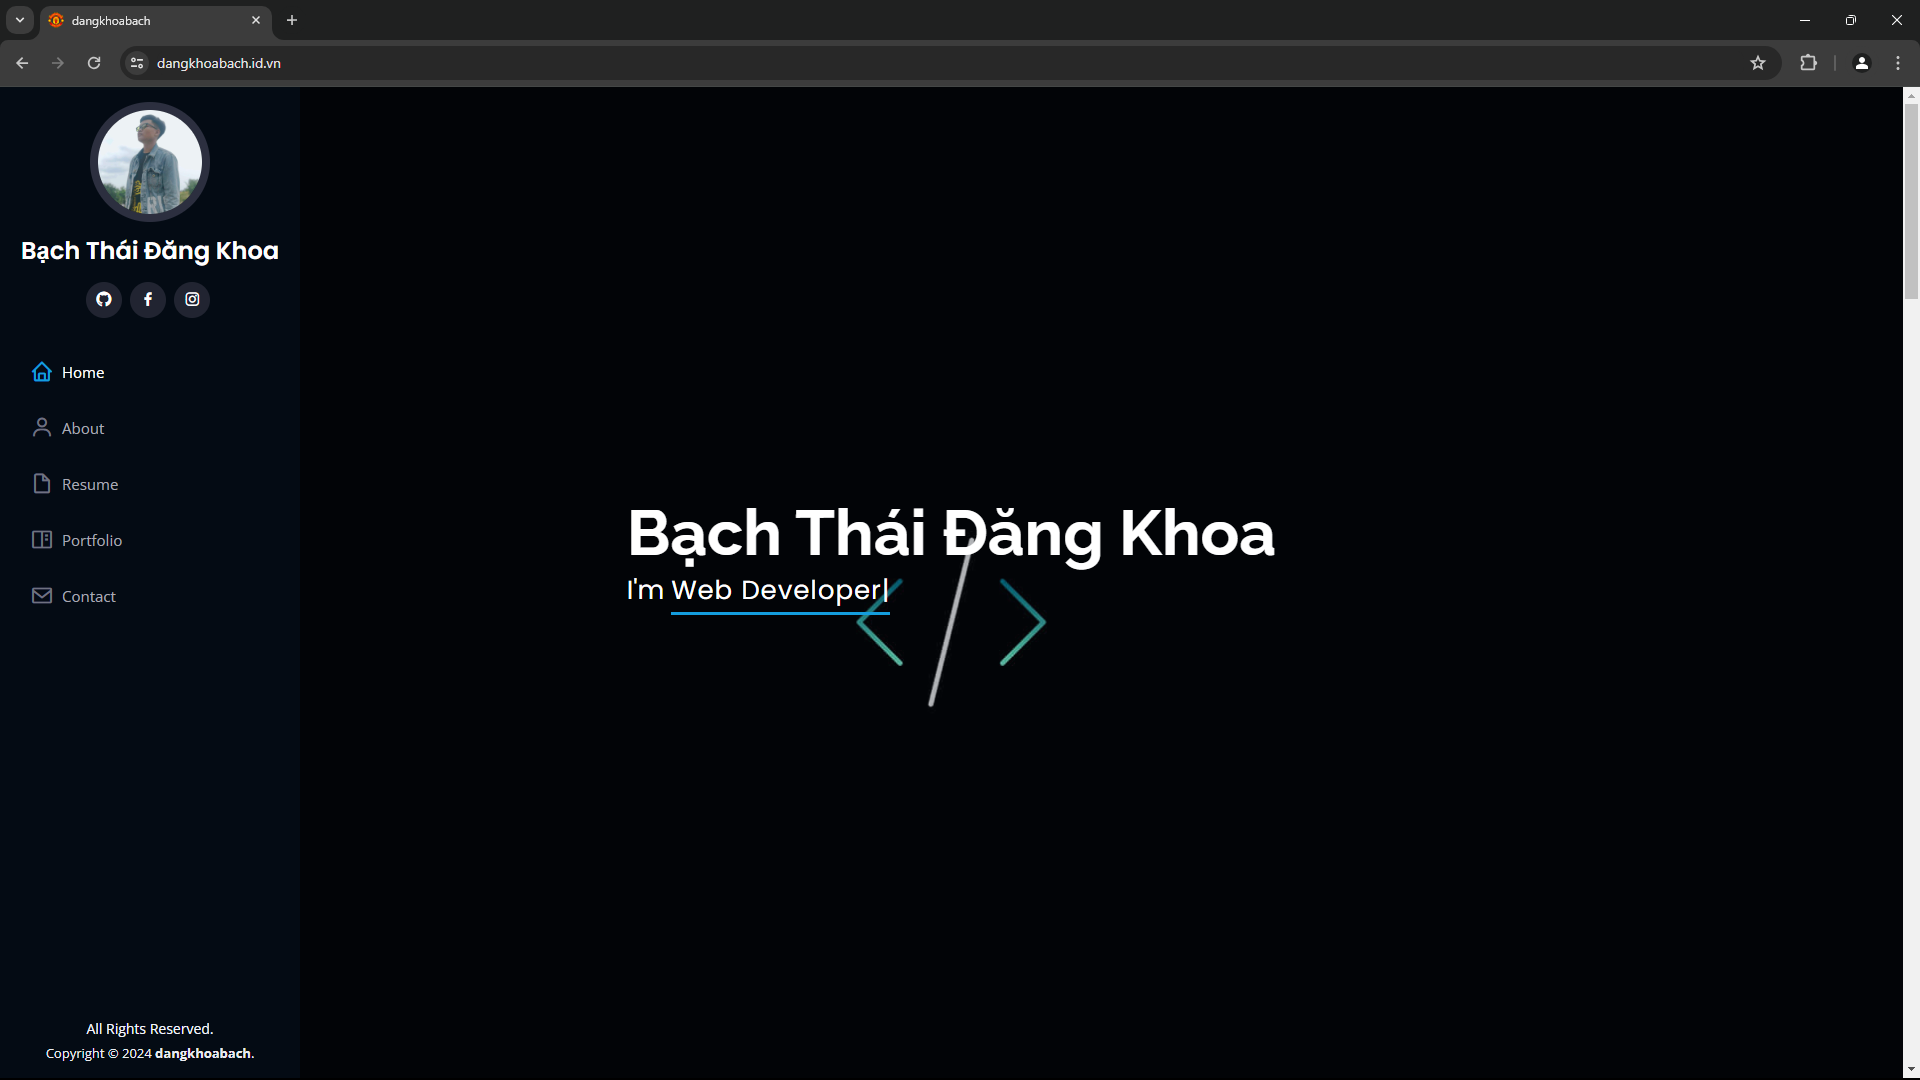 dangkhoabach
dangkhoabach.id.vn
Bạch Thái Đăng Khoa
Home
About
Resume
Portfolio
Contact
All Rights Reserved.
Copyright © 2024 dangkhoabach.
Bạch Thái Đăng Khoa
I'm Web Developer|